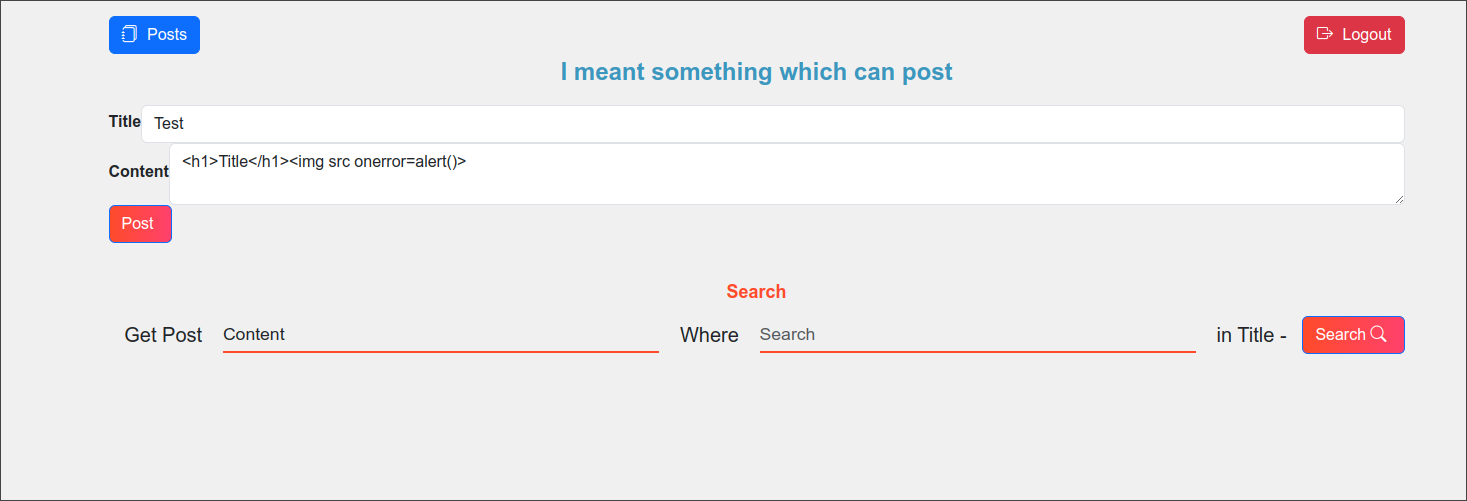 Posts Logout
I meant something which can post
Title Test
Content <h1>Title</h1><img src onerror=alert()>
Post
Search
Get Post Content Where Search in Title - Search